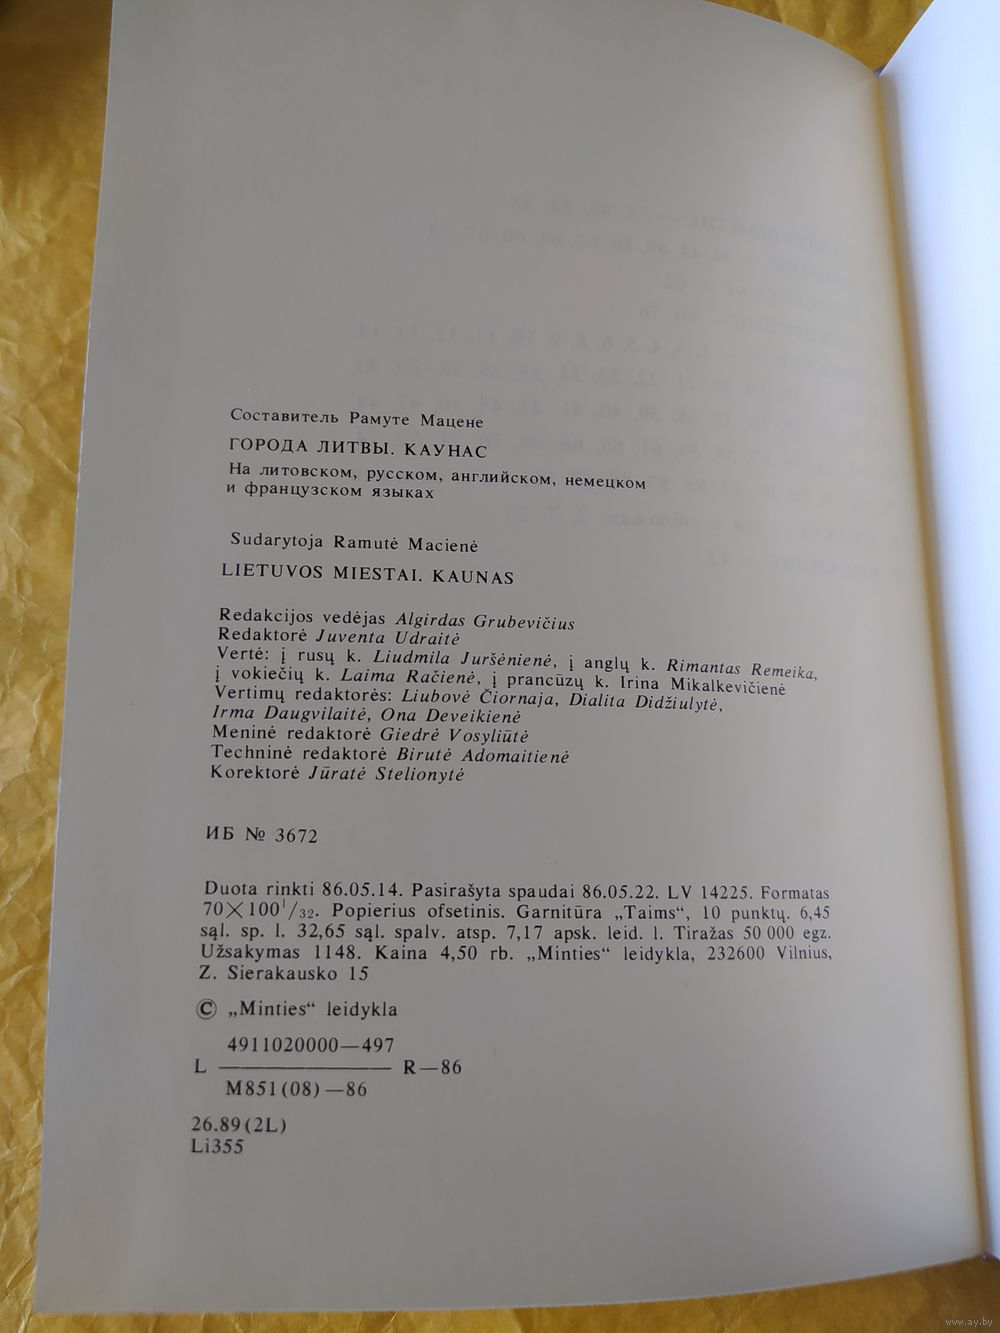 Составитель Рамуте Мацене
ГОРОДА ЛИТВЫ. КАУНАС
На литовском, русском, английском, немецком
и французском языках
Sudarytoja Ramutė Macienė
LIETUVOS MIESTAI. KAUNAS
Redakcijos vedėjas Algirdas Grubevičius
Redaktorė Juventa Udraitė
Vertė: į rusų k. Liudmila Juršėnienė, į anglų k. Rimantas Remeika,
į vokiečių k. Laima Račienė, į prancūzų k. Irina Mikalkevičienė
Vertimų redaktorės: Liubovė Čiornaja, Dialita Didžiulytė,
Irma Daugvilaitė, Ona Deveikienė
Meninė redaktorė Giedrė Vosyliūtė
Techninė redaktorė Birutė Adomaitienė
Korektorė Jūratė Stelionytė
ИБ № 3672
Duota rinkti 86.05.14. Pasirašyta spaudai 86.05.22. LV 14225. Formatas
70×100¹/₃₂. Popierius ofsetinis. Garnitūra „Taims“, 10 punktų. 6,45
sąl. sp. l. 32,65 sąl. spalv. atsp. 7,17 apsk. leid. l. Tiražas 50 000 egz.
Užsakymas 1148. Kaina 4,50 rb. „Minties“ leidykla, 232600 Vilnius,
Z. Sierakausko 15
© „Minties“ leidykla
4911020000—497
L R—86
M851(08)—86
26.89(2L)
Li355
www.ay.by